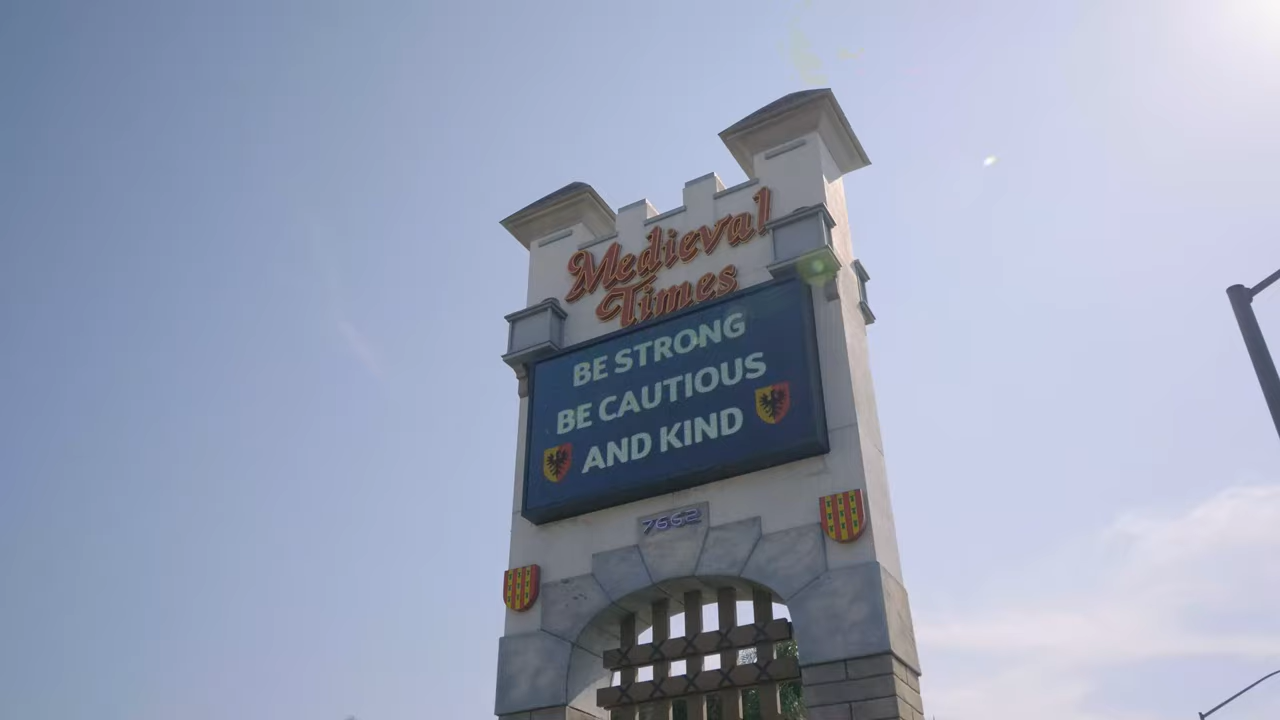 Medieval
Times
BE STRONG
BE CAUTIOUS
AND KIND
7662